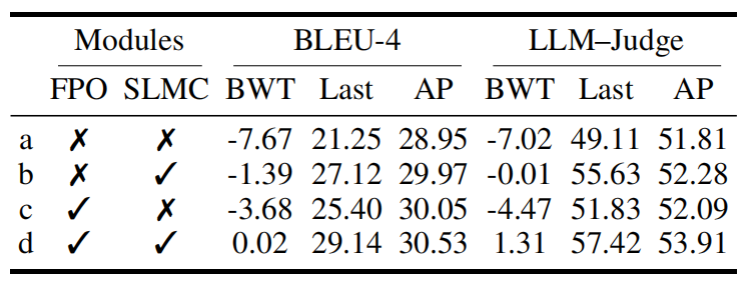 Modules BLEU-4 LLM–Judge
FPO SLMC BWT Last AP BWT Last AP
a ✗ ✗ -7.67 21.25 28.95 -7.02 49.11 51.81
b ✗ ✓ -1.39 27.12 29.97 -0.01 55.63 52.28
c ✓ ✗ -3.68 25.40 30.05 -4.47 51.83 52.09
d ✓ ✓ 0.02 29.14 30.53 1.31 57.42 53.91